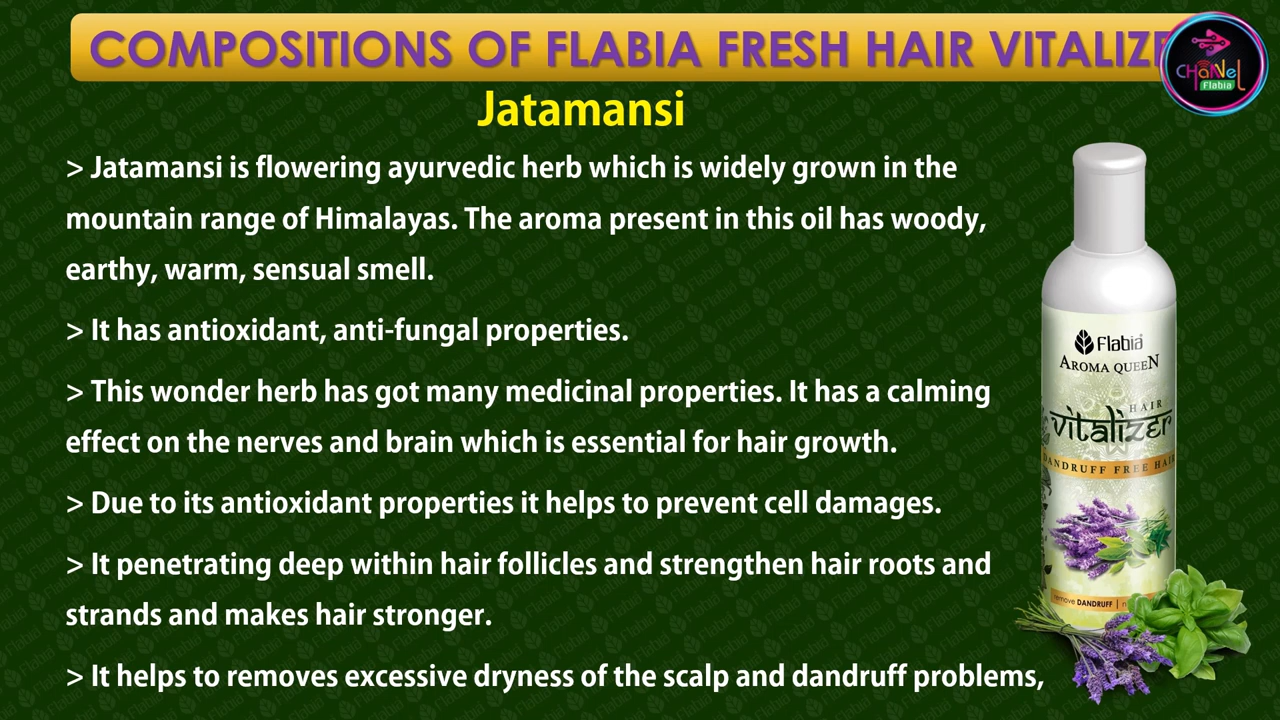 COMPOSITIONS OF FLABIA FRESH HAIR VITALIZE
CHaNNel
Flabia
Jatamansi
> Jatamansi is flowering ayurvedic herb which is widely grown in the
mountain range of Himalayas. The aroma present in this oil has woody,
earthy, warm, sensual smell.
> It has antioxidant, anti-fungal properties.
> This wonder herb has got many medicinal properties. It has a calming
effect on the nerves and brain which is essential for hair growth.
> Due to its antioxidant properties it helps to prevent cell damages.
> It penetrating deep within hair follicles and strengthen hair roots and
strands and makes hair stronger.
> It helps to removes excessive dryness of the scalp and dandruff problems,
Flabia
AROMA QUEEN
HAIR
vitalizer
DANDRUFF FREE HAIR
remove DANDRUFF |